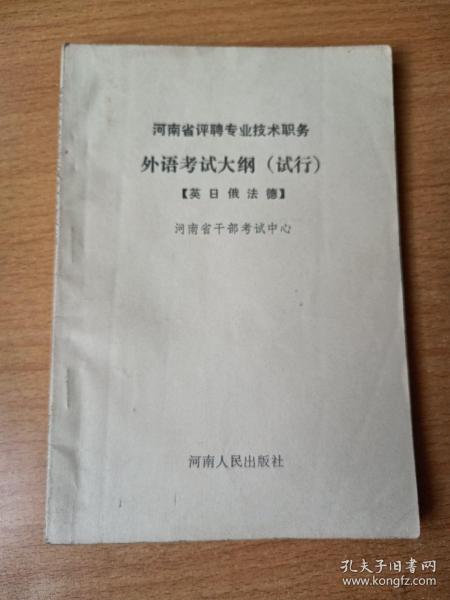 河南省评聘专业技术职务
外语考试大纲（试行）
【英日俄法德】
河南省干部考试中心
河南人民出版社
孔夫子旧书网
www.kongfz.com